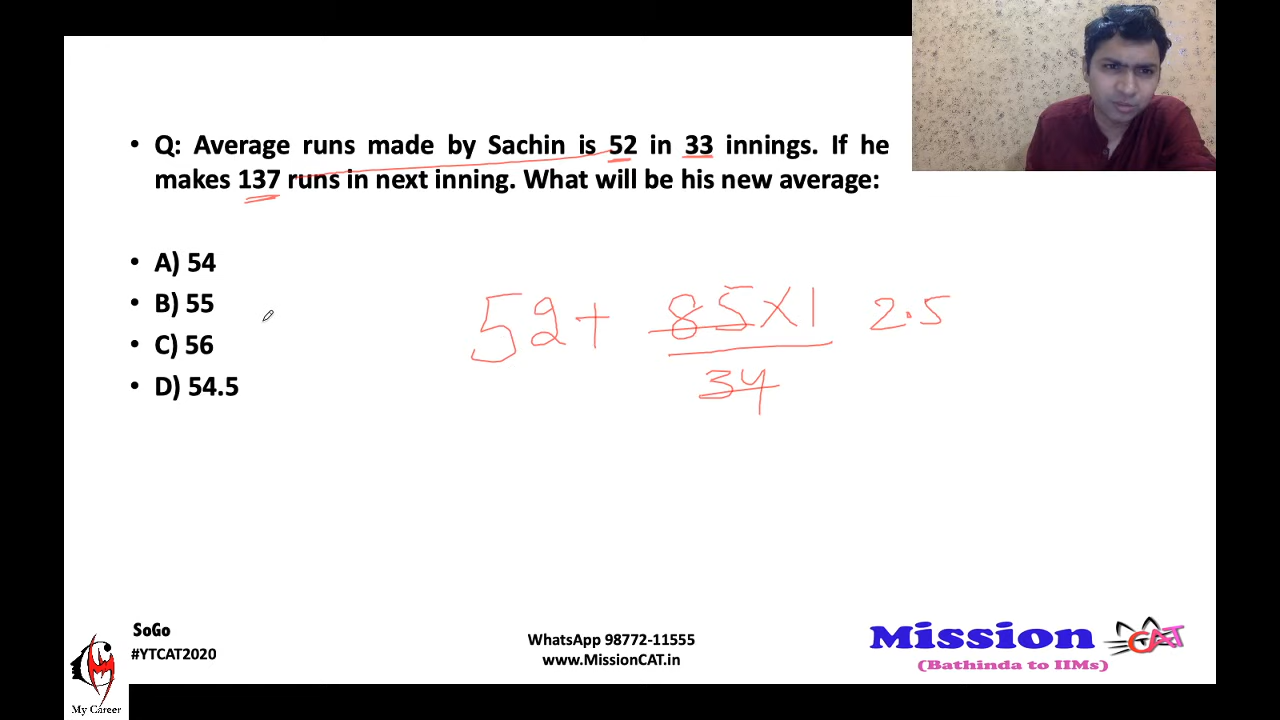 • Q: Average runs made by Sachin is 52 in 33 innings. If he
makes 137 runs in next inning. What will be his new average:
• A) 54
• B) 55
• C) 56
• D) 54.5
52+ 85×1 2.5
34
SoGo
#YTCAT2020
My Career
WhatsApp 98772-11555
www.MissionCAT.in
Mission CAT
(Bathinda to IIMs)